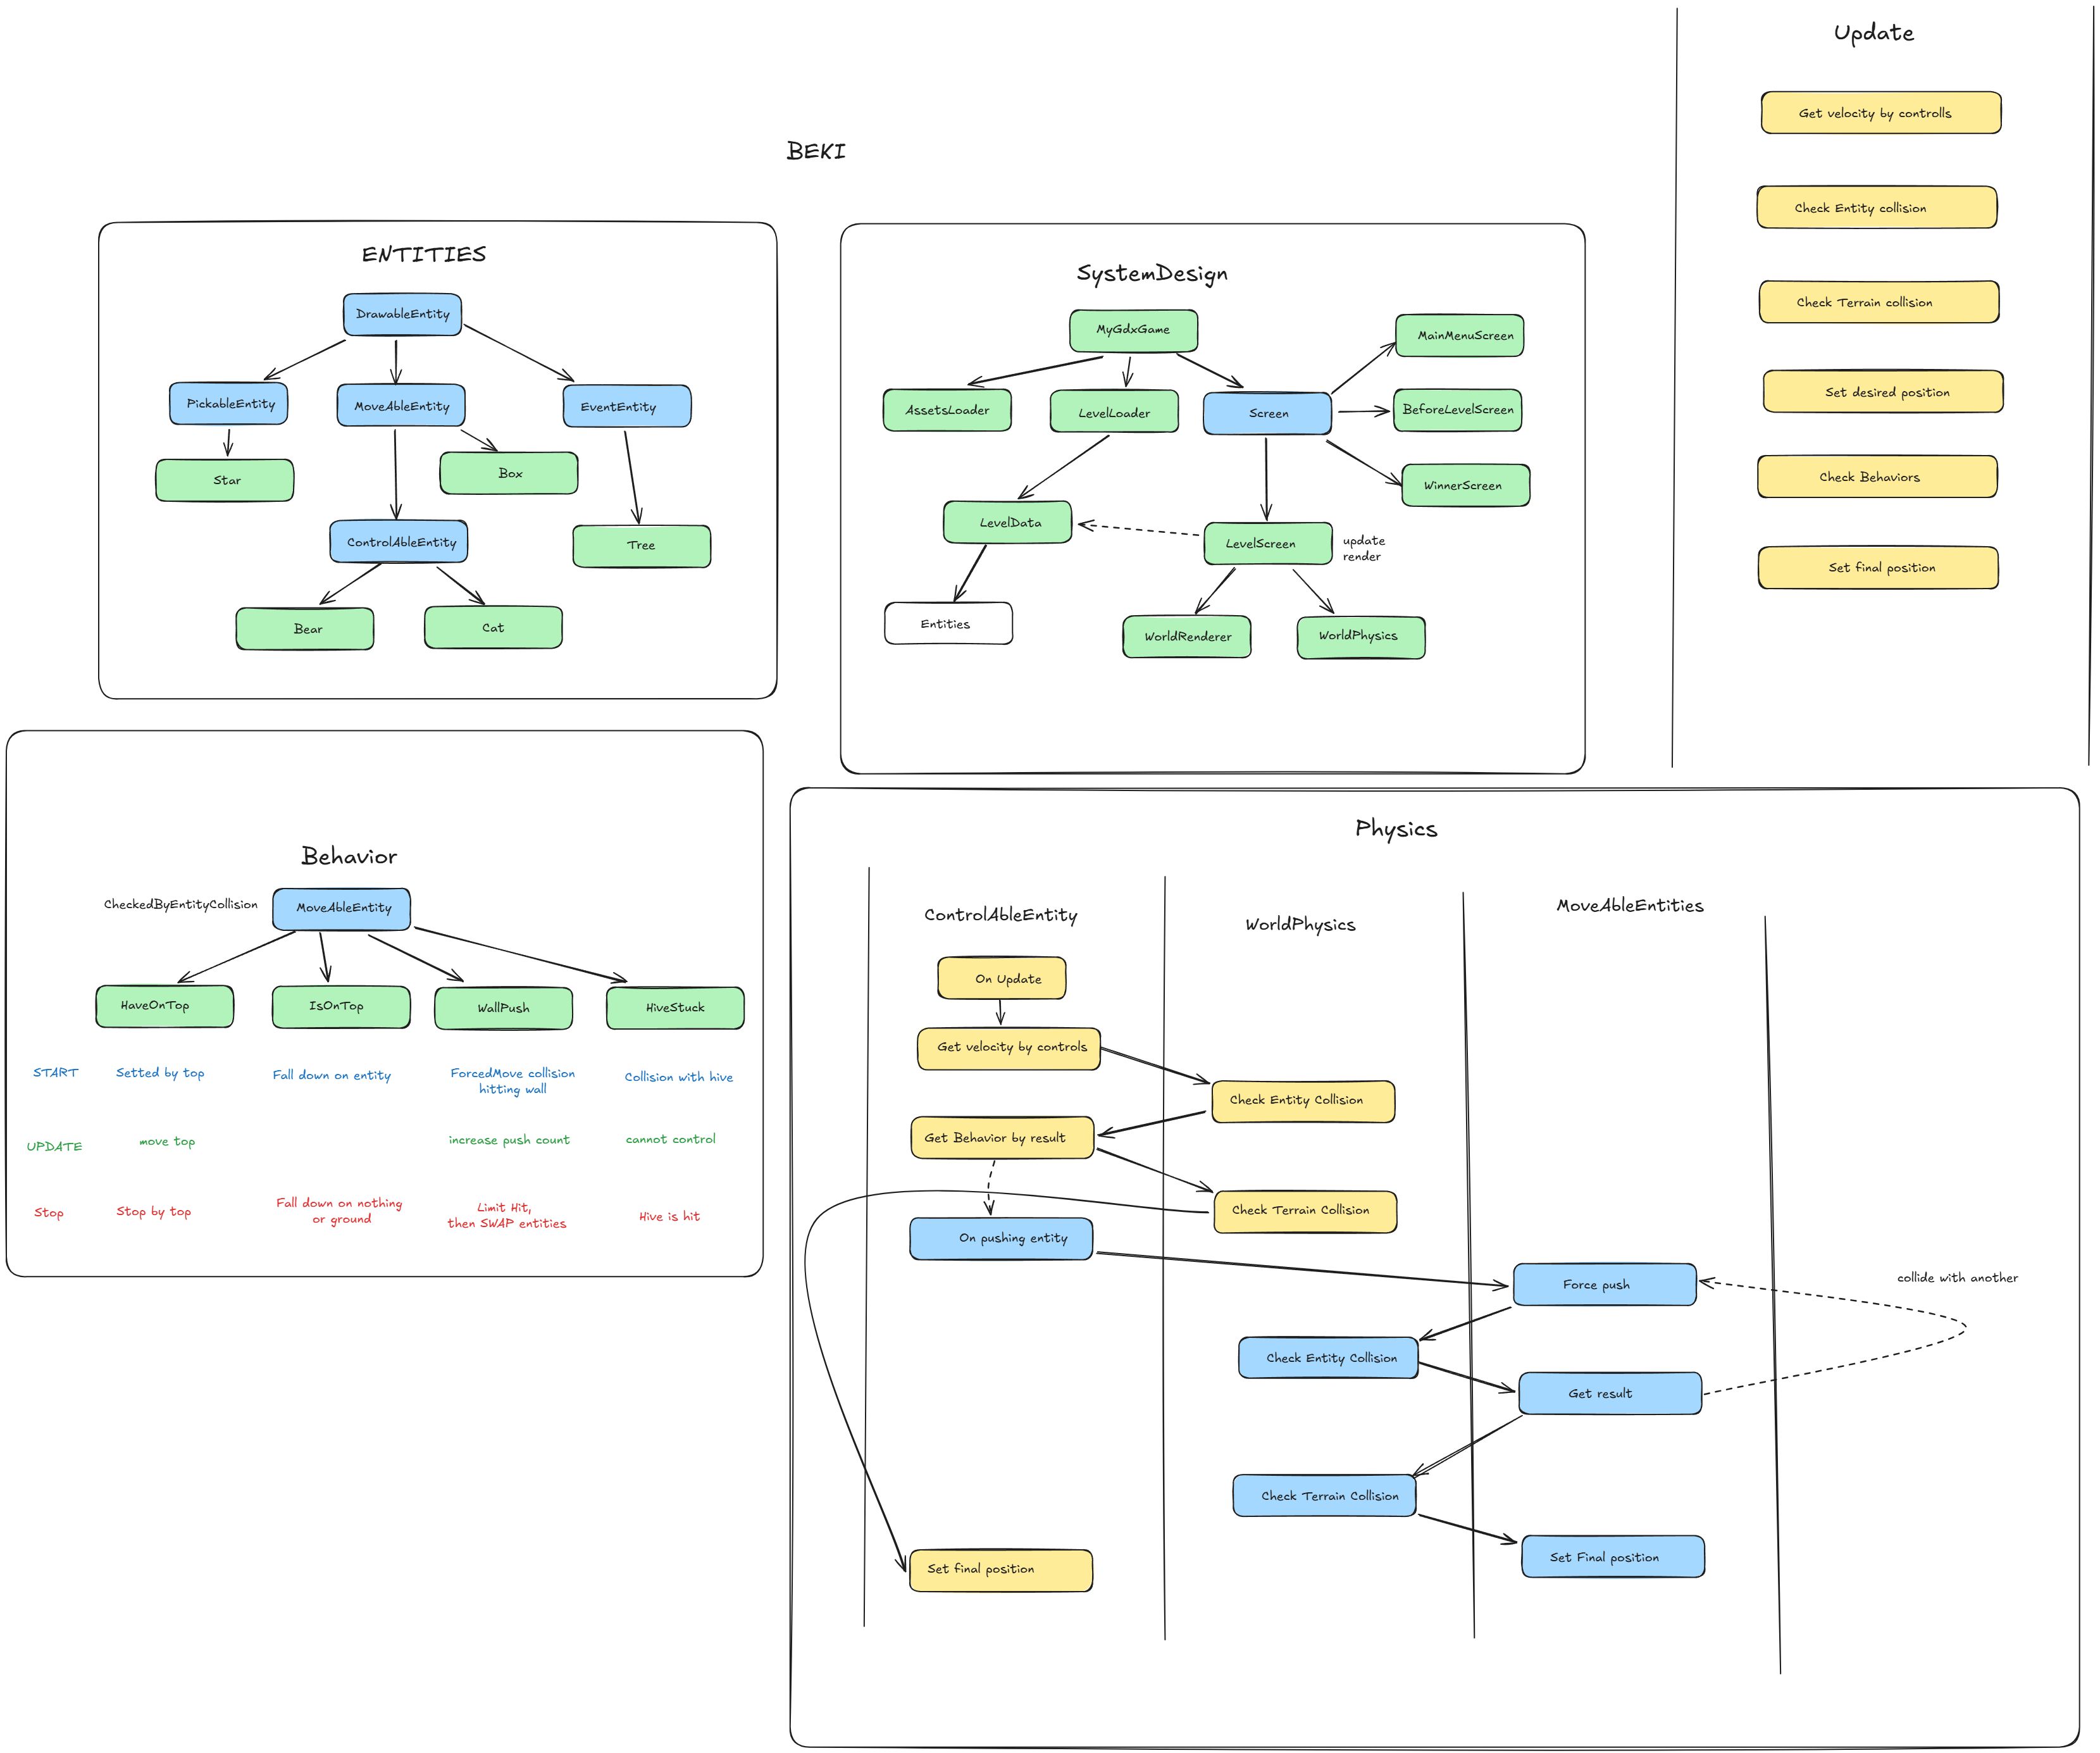 BEKI
ENTITIES
DrawableEntity
PickableEntity
MoveAbleEntity
EventEntity
Star
Box
ControlAbleEntity
Tree
Bear
Cat
SystemDesign
MyGdxGame
MainMenuScreen
AssetsLoader
LevelLoader
Screen
BeforeLevelScreen
WinnerScreen
LevelData
LevelScreen
update
render
Entities
WorldRenderer
WorldPhysics
Update
Get velocity by controlls
Check Entity collision
Check Terrain collision
Set desired position
Check Behaviors
Set final position
Behavior
CheckedByEntityCollision
MoveAbleEntity
HaveOnTop
IsOnTop
WallPush
HiveStuck
START
Setted by top
Fall down on entity
ForcedMove collision
hitting wall
Collision with hive
UPDATE
move top
increase push count
cannot control
Stop
Stop by top
Fall down on nothing
or ground
Limit Hit,
then SWAP entities
Hive is hit
Physics
ControlAbleEntity
WorldPhysics
MoveAbleEntities
On Update
Get velocity by controls
Check Entity Collision
Get Behavior by result
Check Terrain Collision
On pushing entity
Force push
collide with another
Check Entity Collision
Get result
Check Terrain Collision
Set Final position
Set final position